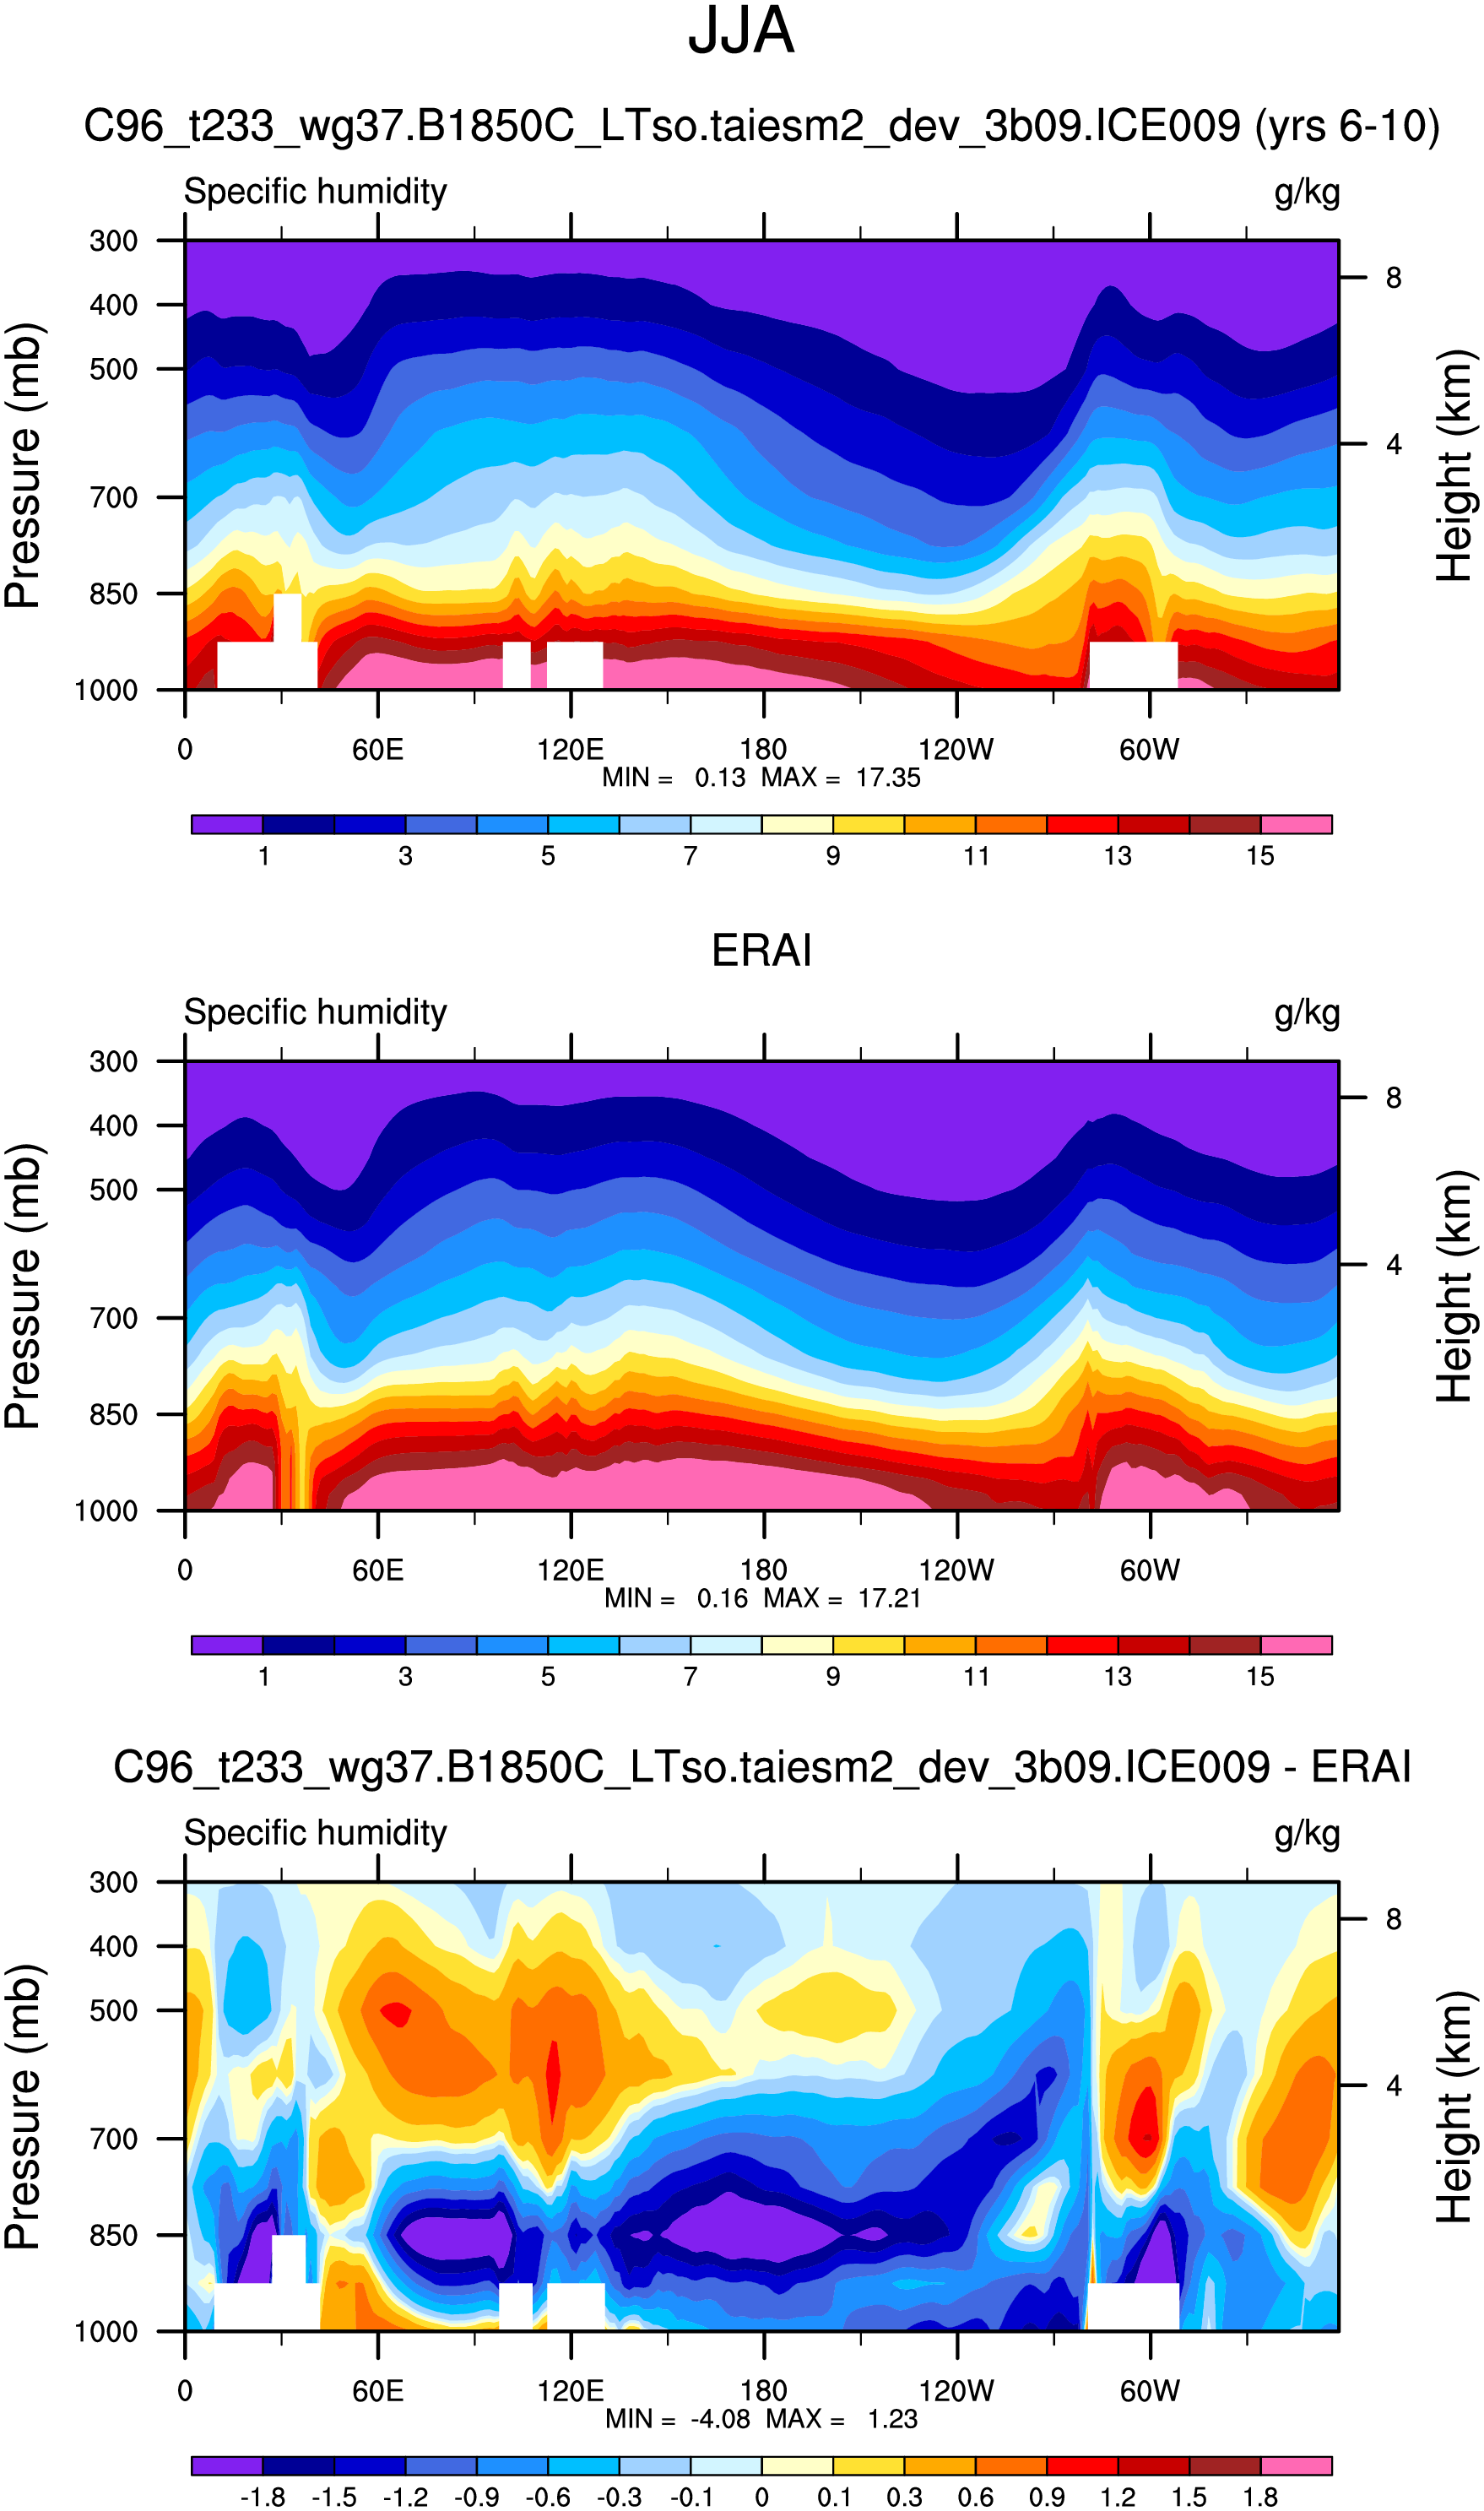 JJA
C96_t233_wg37.B1850C_LTso.taiesm2_dev_3b09.ICE009 (yrs 6-10)
Specific humidity g/kg
Pressure (mb)
300
400
500
700
850
1000
8
4
Height (km)
0 60E 120E 180 120W 60W
MIN = 0.13 MAX = 17.35
1 3 5 7 9 11 13 15
ERAI
Specific humidity g/kg
Pressure (mb)
300
400
500
700
850
1000
8
4
Height (km)
0 60E 120E 180 120W 60W
MIN = 0.16 MAX = 17.21
1 3 5 7 9 11 13 15
C96_t233_wg37.B1850C_LTso.taiesm2_dev_3b09.ICE009 - ERAI
Specific humidity g/kg
Pressure (mb)
300
400
500
700
850
1000
8
4
Height (km)
0 60E 120E 180 120W 60W
MIN = -4.08 MAX = 1.23
-1.8 -1.5 -1.2 -0.9 -0.6 -0.3 -0.1 0 0.1 0.3 0.6 0.9 1.2 1.5 1.8